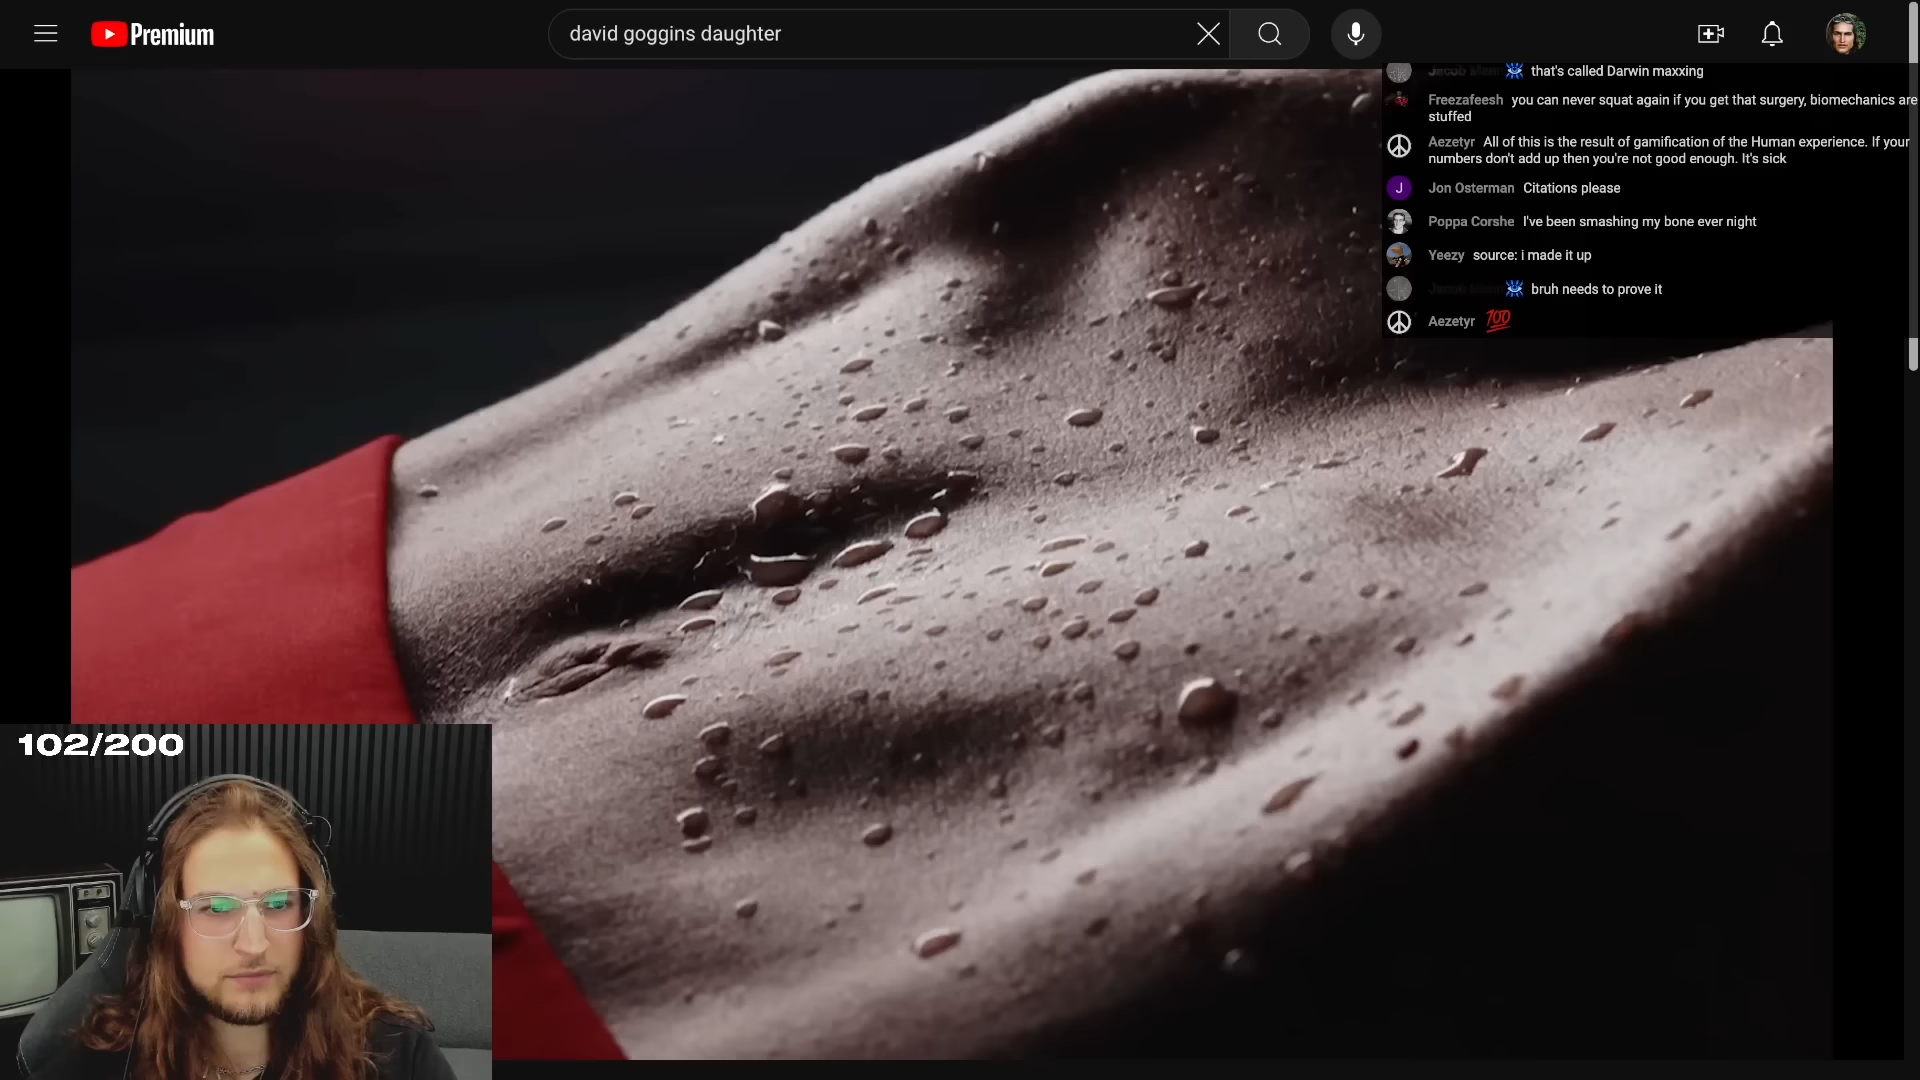 Premium
david goggins daughter
that's called Darwin maxxing
Freezafeesh you can never squat again if you get that surgery, biomechanics are
stuffed
Aezetyr All of this is the result of gamification of the Human experience. If your
numbers don't add up then you're not good enough. It's sick
J
Jon Osterman Citations please
Poppa Corshe I've been smashing my bone ever night
Yeezy source: i made it up
bruh needs to prove it
Aezetyr 100
102/200